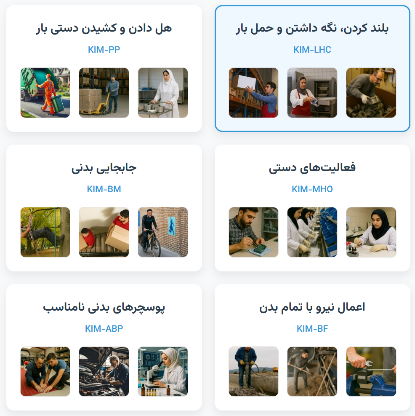 بلند کردن، نگه داشتن و حمل بار
KIM-LHC
هل دادن و کشیدن دستی بار
KIM-PP
فعالیت‌های دستی
KIM-MHO
جابجایی بدنی
KIM-BM
اعمال نیرو با تمام بدن
KIM-BF
پوسچرهای بدنی نامناسب
KIM-ABP